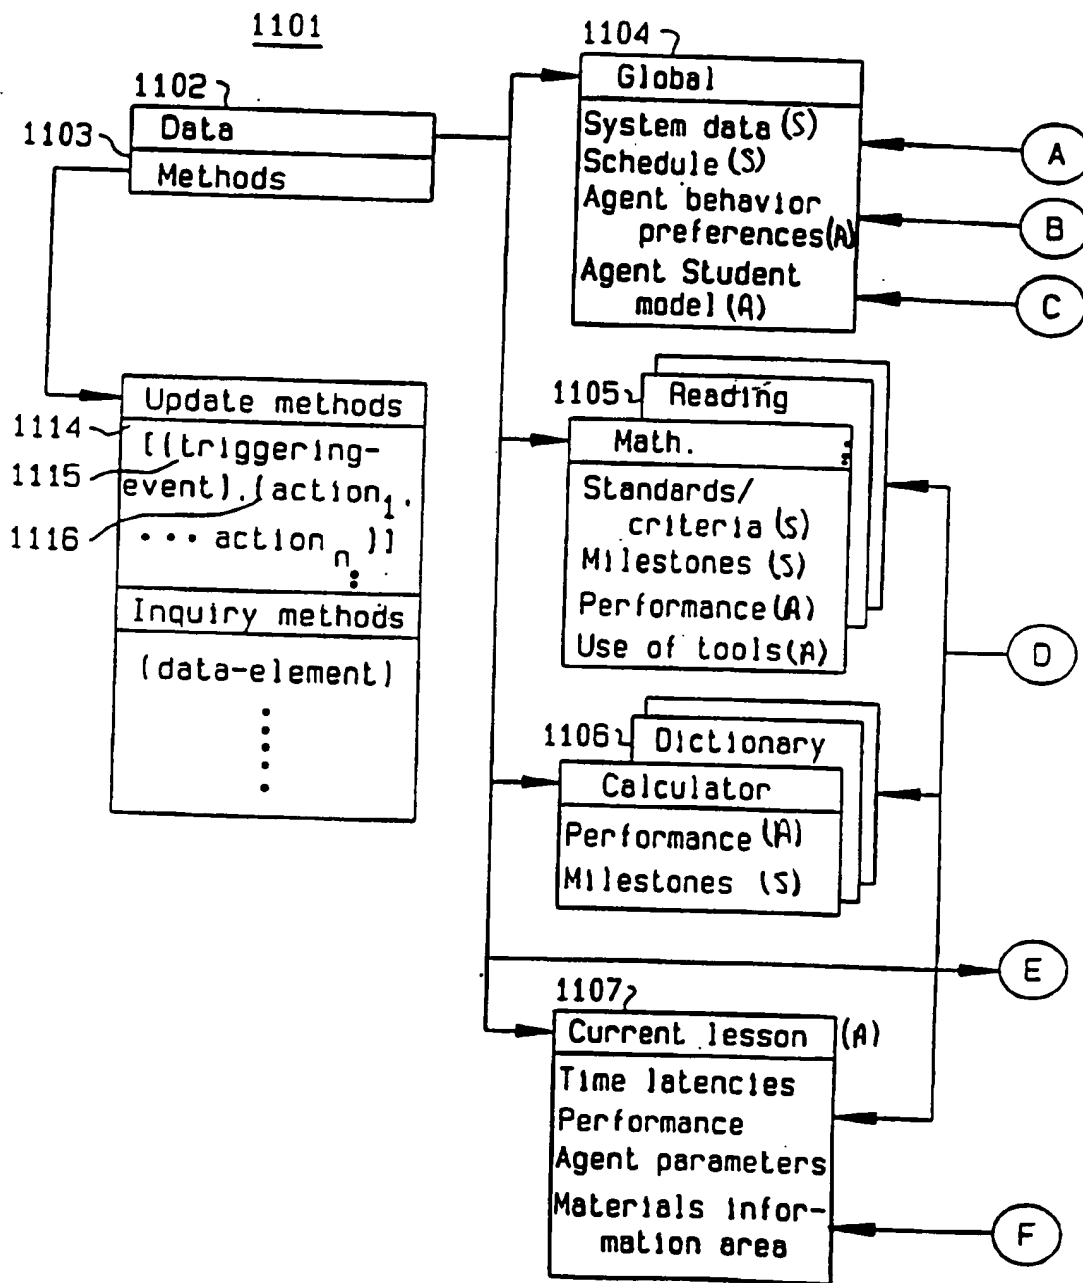 1101
1102
Data
1103
Methods
1104
Global
System data (S)
Schedule (S)
Agent behavior
preferences (A)
Agent Student
model (A)
A
B
C
Update methods
1114
[((triggering-
1115
event).(action1.
1116
... action n )]]
Inquiry methods
(data-element)
1105
Reading
Math.
Standards/
criteria (S)
Milestones (S)
Performance (A)
Use of tools (A)
D
1106
Dictionary
Calculator
Performance (A)
Milestones (S)
E
1107
Current lesson (A)
Time latencies
Performance
Agent parameters
Materials infor-
mation area
F